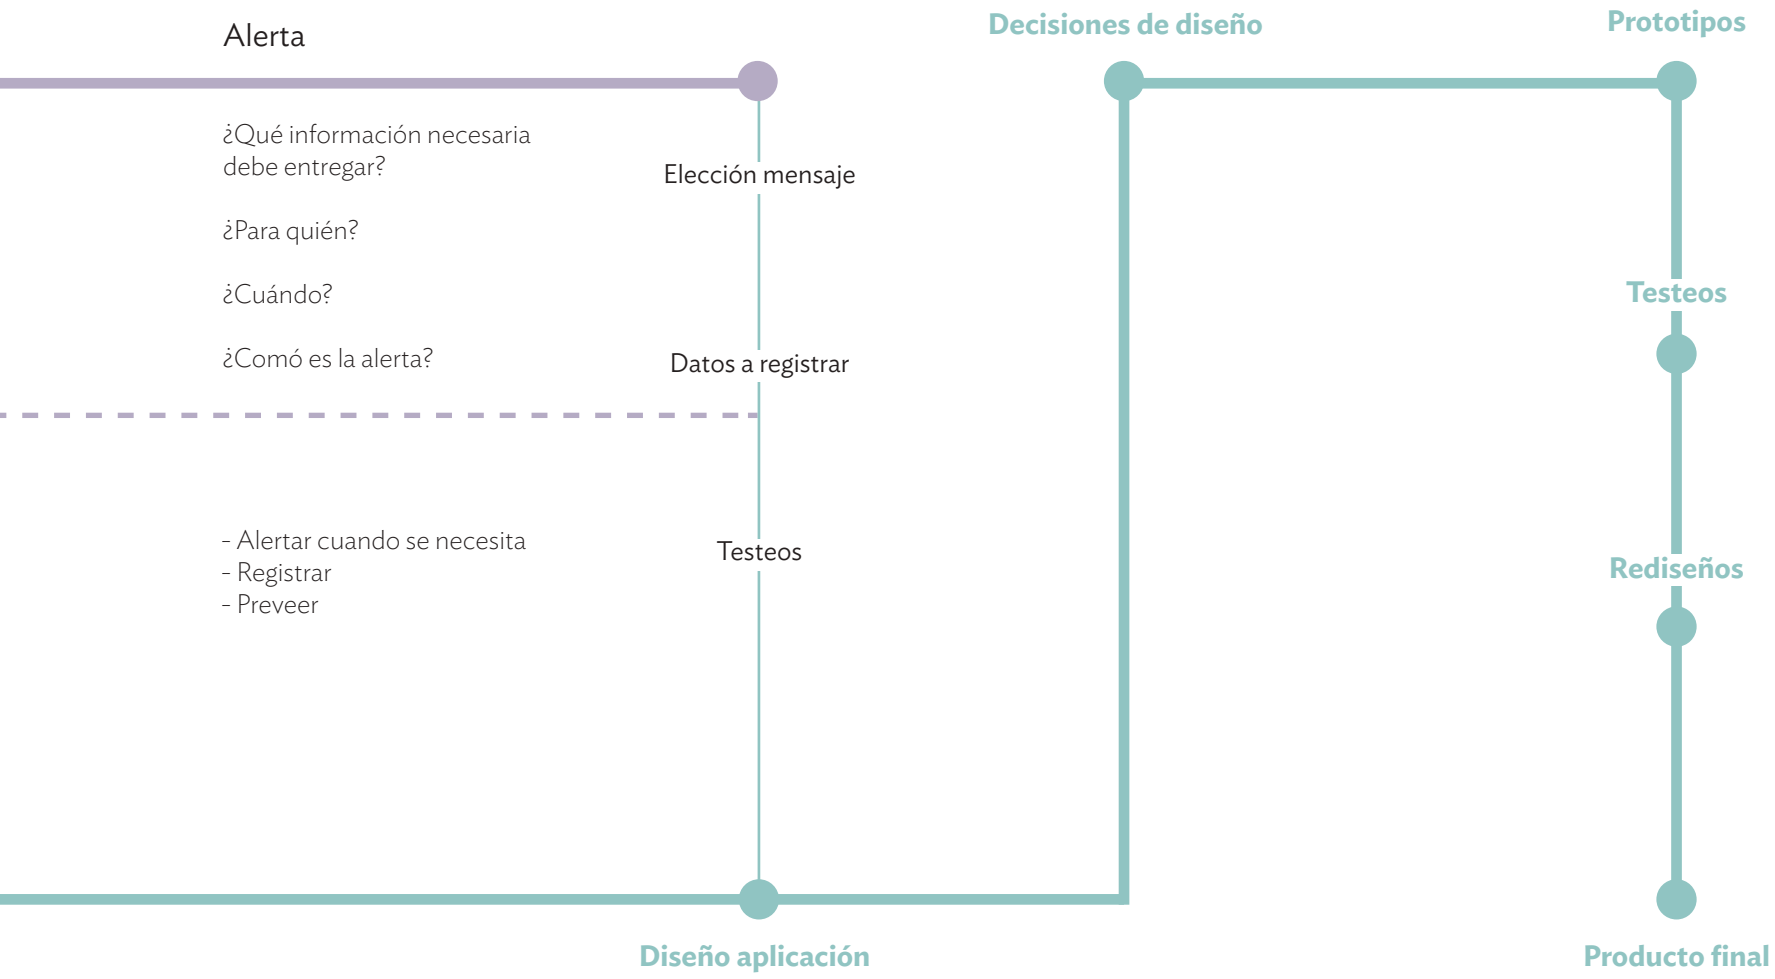 Alerta
¿Qué información necesaria
debe entregar?
¿Para quién?
¿Cuándo?
¿Comó es la alerta?
- Alertar cuando se necesita
- Registrar
- Preveer
Elección mensaje
Datos a registrar
Testeos
Diseño aplicación
Decisiones de diseño
Prototipos
Testeos
Rediseños
Producto final